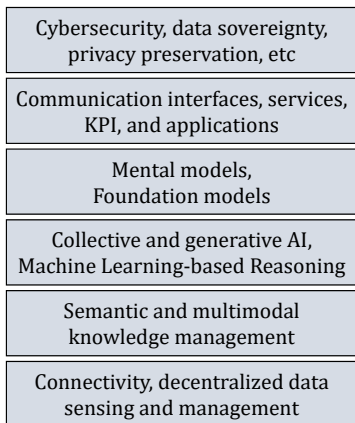 Cybersecurity, data sovereignty,
privacy preservation, etc
Communication interfaces, services,
KPI, and applications
Mental models,
Foundation models
Collective and generative AI,
Machine Learning-based Reasoning
Semantic and multimodal
knowledge management
Connectivity, decentralized data
sensing and management